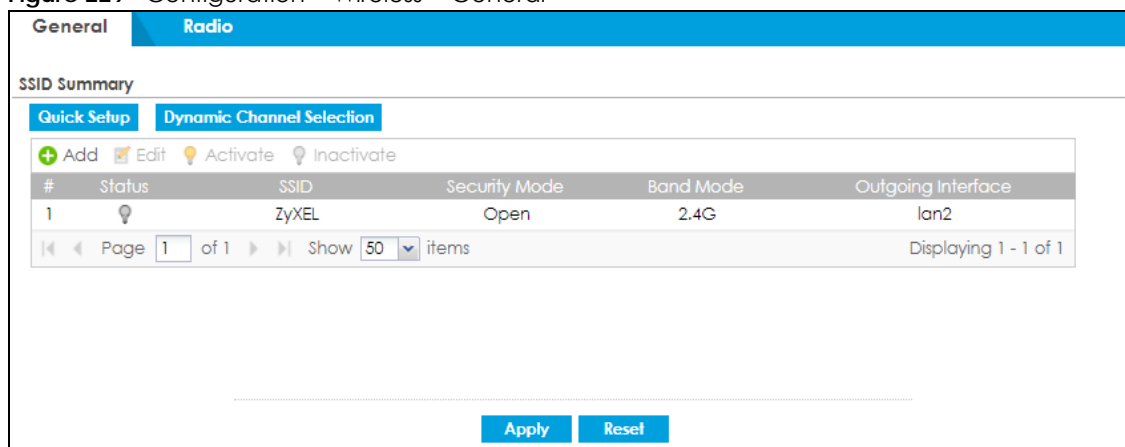 General Radio
SSID Summary
Quick Setup Dynamic Channel Selection
Add Edit Activate Inactivate
# Status SSID Security Mode Band Mode Outgoing Interface
1 ZyXEL Open 2.4G lan2
Page 1 of 1 Show 50 items Displaying 1 - 1 of 1
Apply Reset